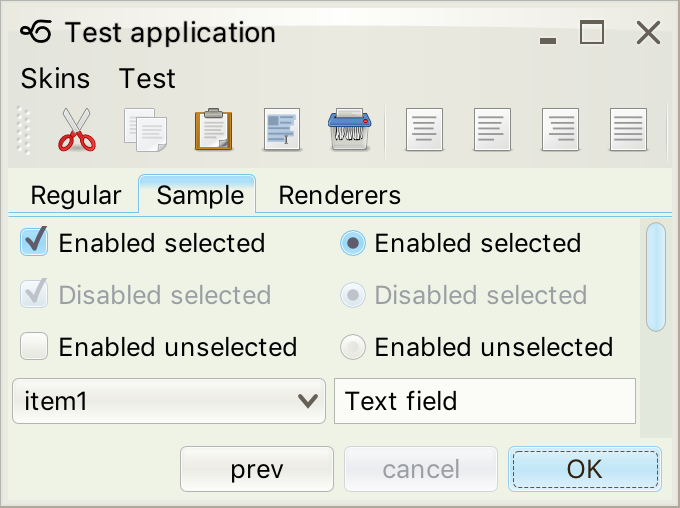 Test application
Skins Test
Regular Sample Renderers
Enabled selected Enabled selected
Disabled selected Disabled selected
Enabled unselected Enabled unselected
item1 Text field
prev cancel OK